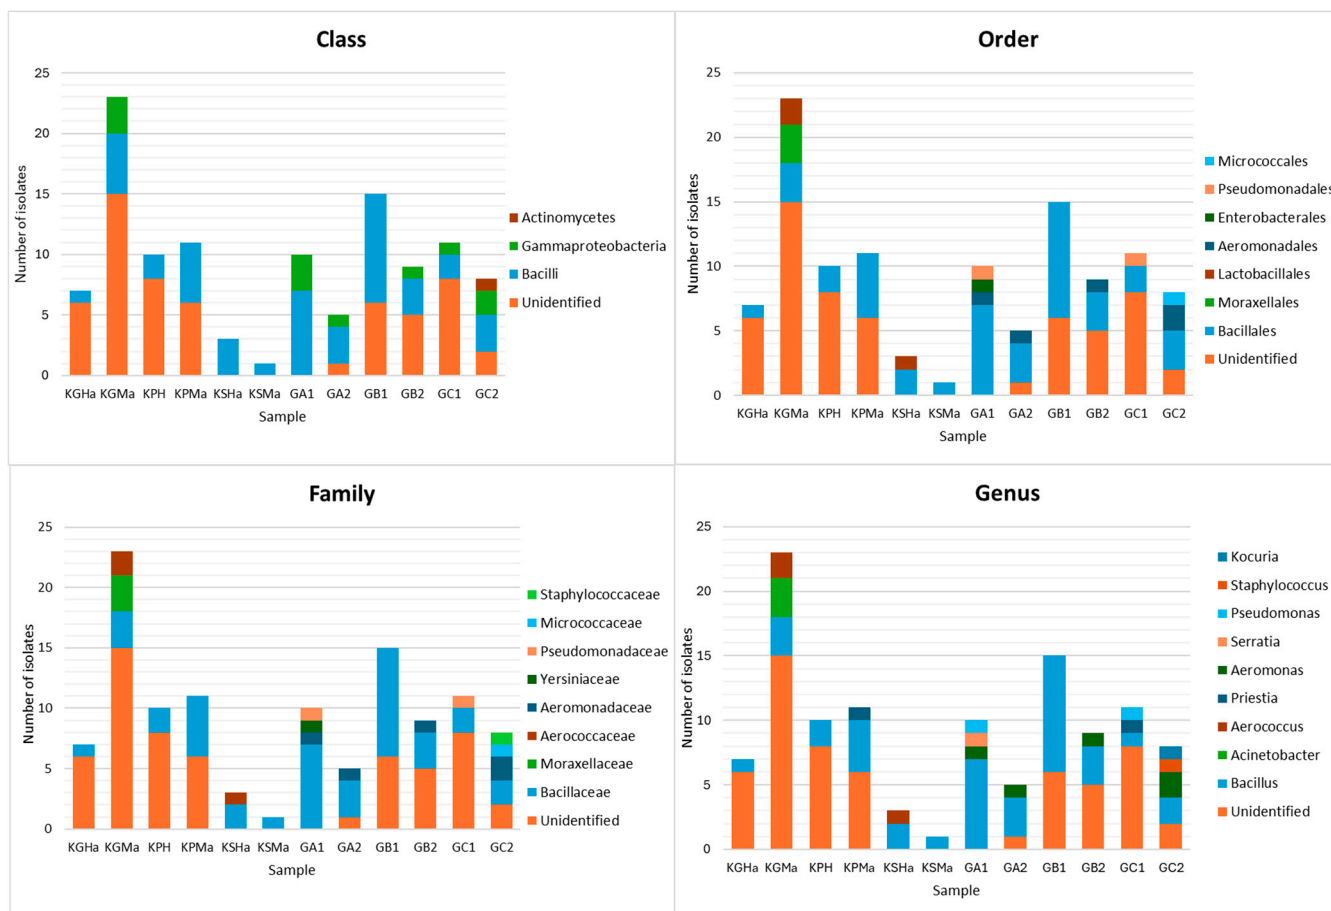 Class
Number of isolates
25
20
15
10
5
0
KGHa KGMa KPH KPMa KSHa KSMa GA1 GA2 GB1 GB2 GC1 GC2
Sample
Actinomycetes
Gammaproteobacteria
Bacilli
Unidentified
Order
Number of isolates
25
20
15
10
5
0
KGHa KGMa KPH KPMa KSHa KSMa GA1 GA2 GB1 GB2 GC1 GC2
Sample
Micrococcales
Pseudomonadales
Enterobacterales
Aeromonadales
Lactobacillales
Moraxellales
Bacillales
Unidentified
Family
Number of isolates
25
20
15
10
5
0
KGHa KGMa KPH KPMa KSHa KSMa GA1 GA2 GB1 GB2 GC1 GC2
Sample
Staphylococcaceae
Micrococcaceae
Pseudomonadaceae
Yersiniaceae
Aeromonadaceae
Aerococcaceae
Moraxellaceae
Bacillaceae
Unidentified
Genus
Number of isolates
25
20
15
10
5
0
KGHa KGMa KPH KPMa KSHa KSMa GA1 GA2 GB1 GB2 GC1 GC2
Sample
Kocuria
Staphylococcus
Pseudomonas
Serratia
Aeromonas
Priestia
Aerococcus
Acinetobacter
Bacillus
Unidentified